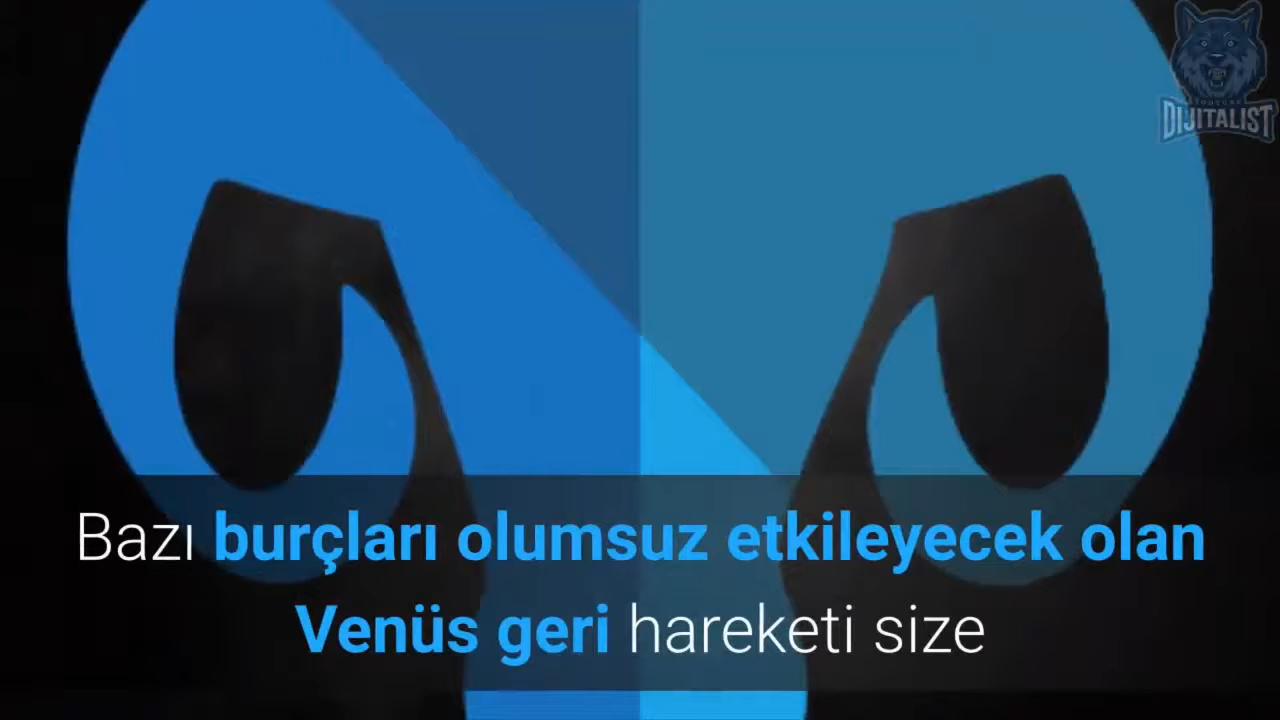 DIJITALIST
Bazı burçları olumsuz etkileyecek olan
Venüs geri hareketi size